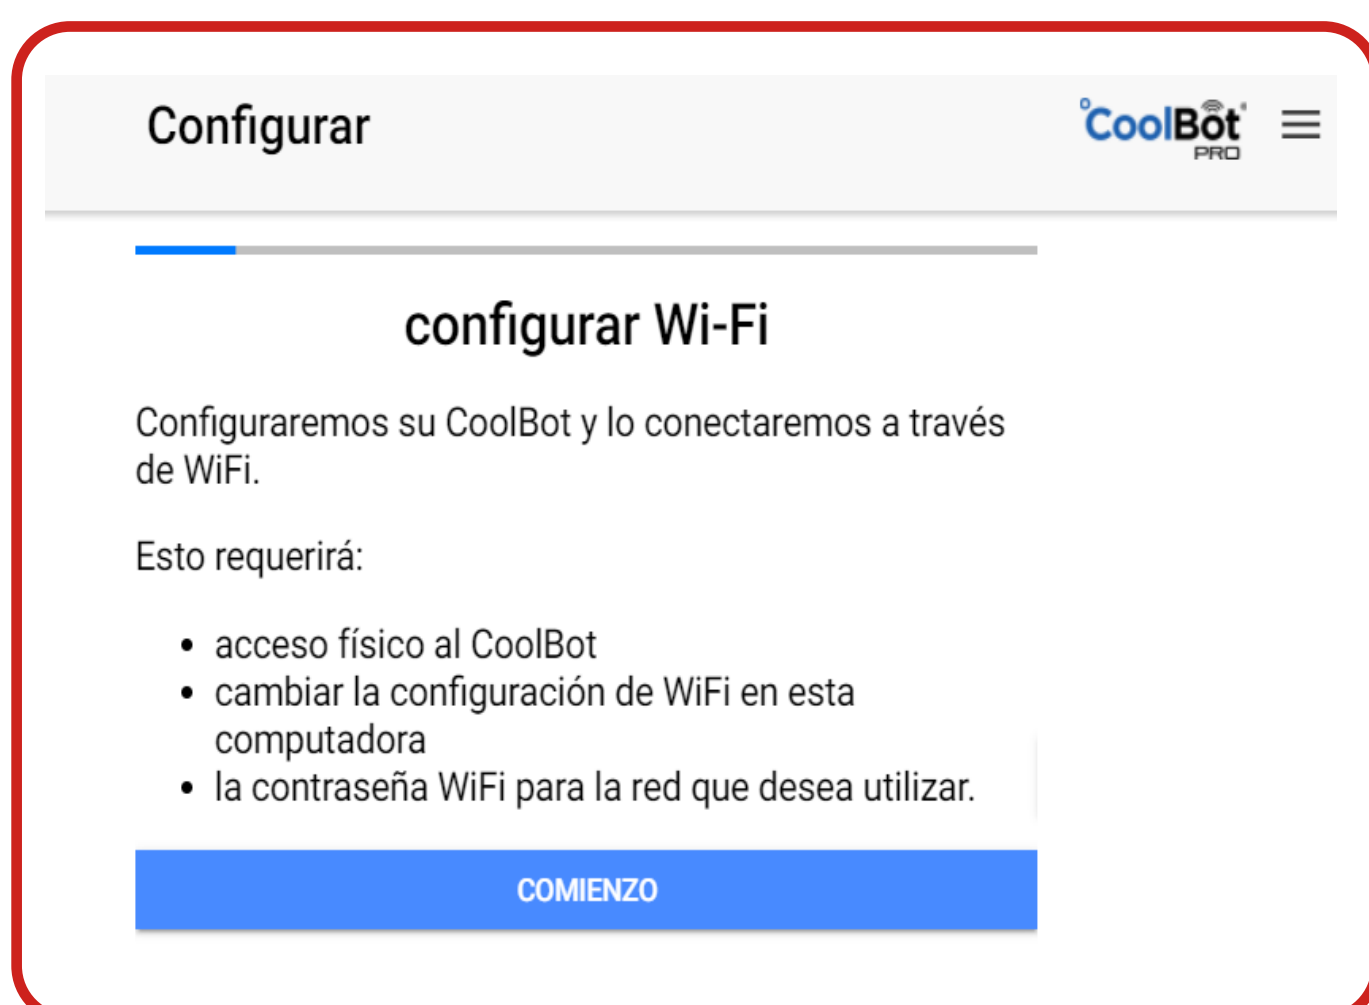 Configurar
°CoolBot
PRO
configurar Wi-Fi
Configuraremos su CoolBot y lo conectaremos a través
de WiFi.
Esto requerirá:
• acceso físico al CoolBot
• cambiar la configuración de WiFi en esta
computadora
• la contraseña WiFi para la red que desea utilizar.
COMIENZO